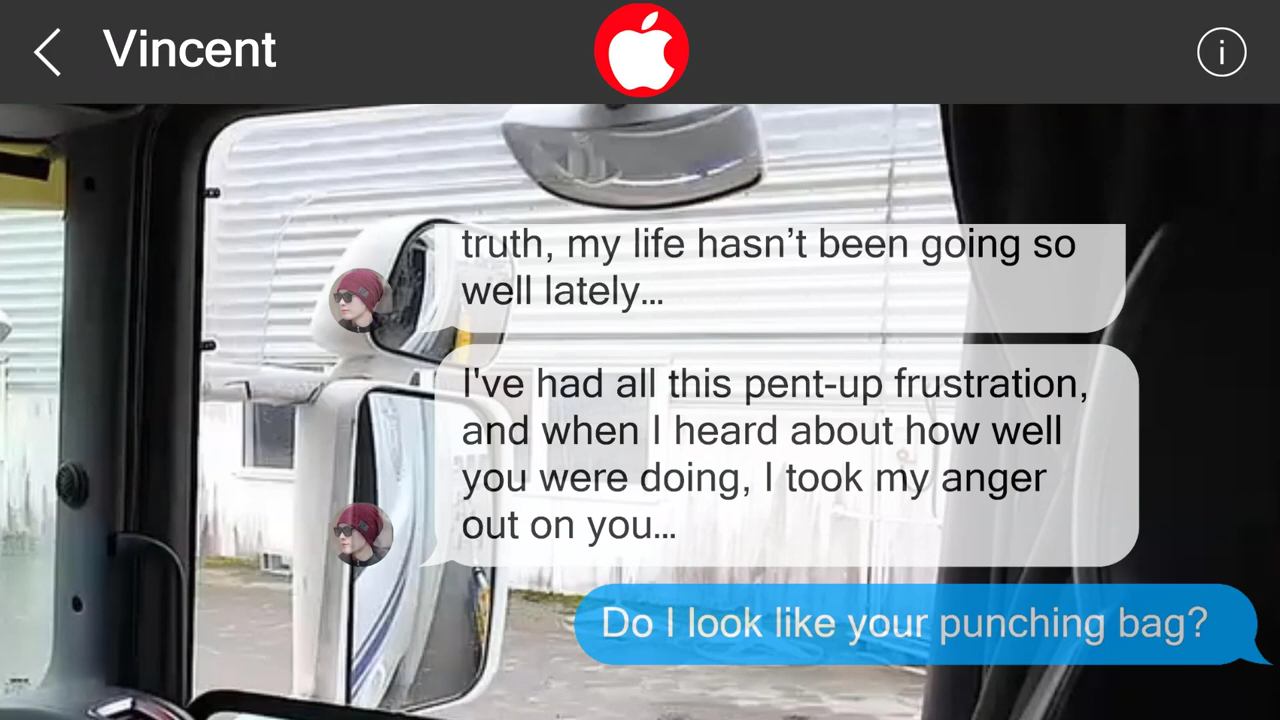 Vincent
i
truth, my life hasn’t been going so
well lately...
I've had all this pent-up frustration,
and when I heard about how well
you were doing, I took my anger
out on you...
Do I look like your punching bag?